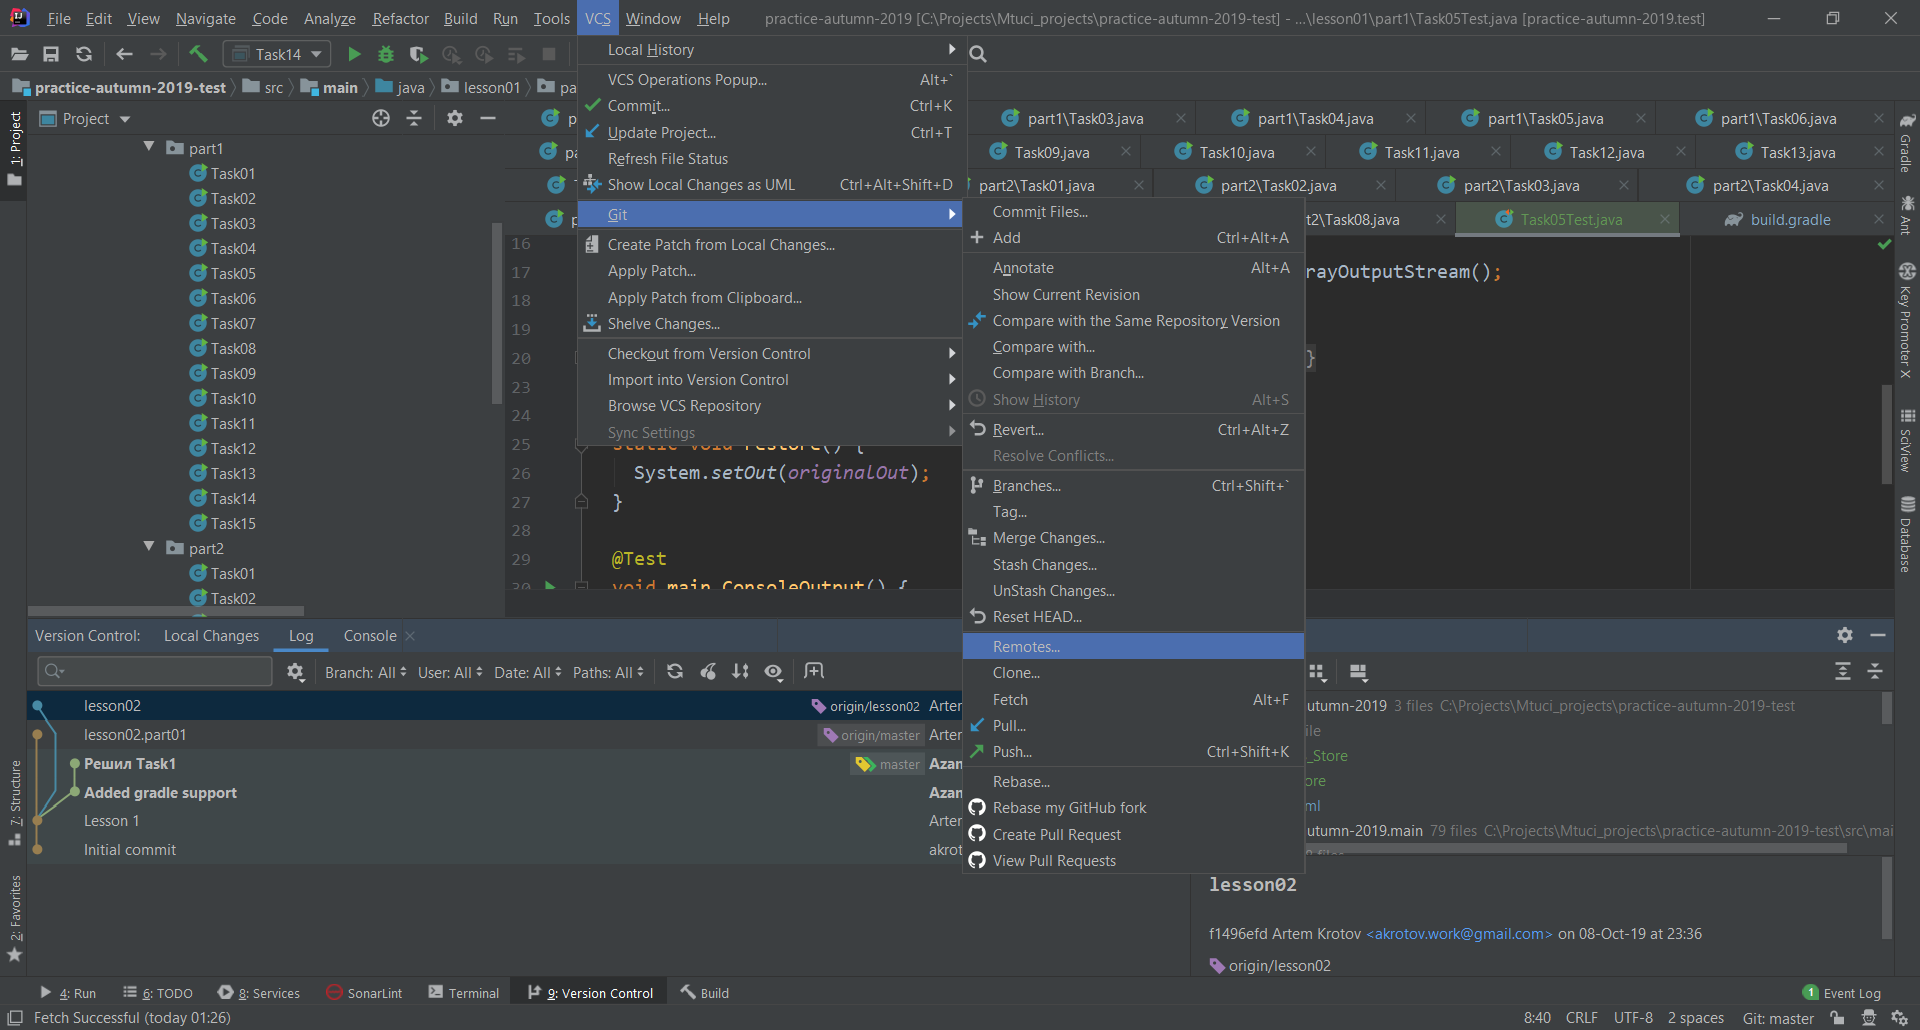 File Edit View Navigate Code Analyze Refactor Build Run Tools VCS Window Help practice-autumn-2019 [C:\Projects\Mtuci_projects\practice-autumn-2019-test] - ...\lesson01\part1\Task05Test.java [practice-autumn-2019.test]
Task14
practice-autumn-2019-test src main java lesson01 pa
1: Project
Project
part1
Task01
Task02
Task03
Task04
Task05
Task06
Task07
Task08
Task09
Task10
Task11
Task12
Task13
Task14
Task15
part2
Task01
Task02
Local History
VCS Operations Popup... Alt+`
Commit... Ctrl+K
Update Project... Ctrl+T
Refresh File Status
Show Local Changes as UML Ctrl+Alt+Shift+D
Git
Create Patch from Local Changes...
Apply Patch...
Apply Patch from Clipboard...
Shelve Changes...
Checkout from Version Control
Import into Version Control
Browse VCS Repository
Sync Settings
Commit Files...
Add Ctrl+Alt+A
Annotate Alt+A
Show Current Revision
Compare with the Same Repository Version
Compare with...
Compare with Branch...
Show History Alt+S
Revert... Ctrl+Alt+Z
Resolve Conflicts...
Branches... Ctrl+Shift+`
Tag...
Merge Changes...
Stash Changes...
UnStash Changes...
Reset HEAD...
Remotes...
Clone...
Fetch Alt+F
Pull...
Push... Ctrl+Shift+K
Rebase...
Rebase my GitHub fork
Create Pull Request
View Pull Requests
part1\Task03.java part1\Task04.java part1\Task05.java part1\Task06.java
Task09.java Task10.java Task11.java Task12.java Task13.java
part2\Task01.java part2\Task02.java part2\Task03.java part2\Task04.java
t2\Task08.java Task05Test.java build.gradle
16
17 rayOutputStream();
18
19
20 }
23
24
25 static void restore() {
26 System.setOut(originalOut);
27 }
28
29 @Test
30 void main_ConsoleOutput() {
Gradle
Ant
Key Promoter X
SciView
Database
Version Control: Local Changes Log Console
Branch: All User: All Date: All Paths: All
lesson02 origin/lesson02 Arter
lesson02.part01 origin/master Arter
Решил Task1 master Azan
Added gradle support Azan
Lesson 1 Arter
Initial commit akrot
utumn-2019 3 files C:\Projects\Mtuci_projects\practice-autumn-2019-test
ile
_Store
ore
ml
utumn-2019.main 79 files C:\Projects\Mtuci_projects\practice-autumn-2019-test\src\mai
lesson02
f1496efd Artem Krotov <akrotov.work@gmail.com> on 08-Oct-19 at 23:36
origin/lesson02
7: Structure
2: Favorites
4: Run 6: TODO 8: Services SonarLint Terminal 9: Version Control Build 1 Event Log
Fetch Successful (today 01:26) 8:40 CRLF UTF-8 2 spaces Git: master